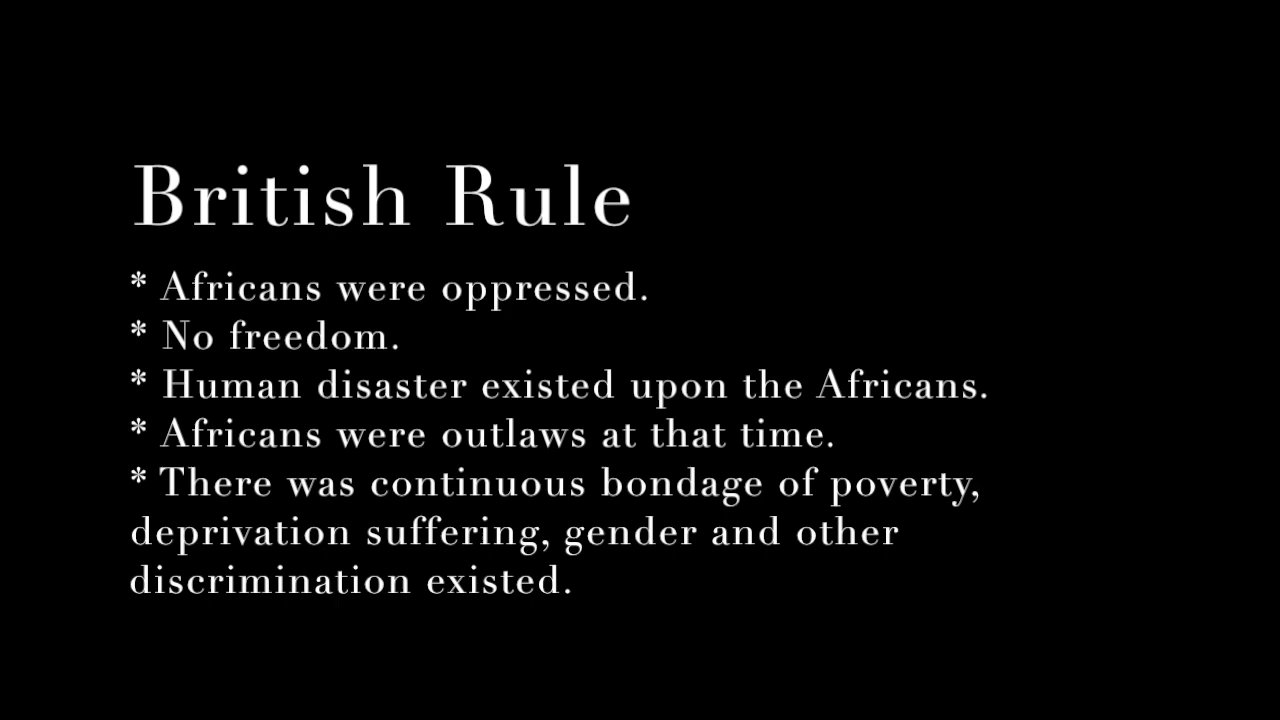 British Rule
* Africans were oppressed.
* No freedom.
* Human disaster existed upon the Africans.
* Africans were outlaws at that time.
* There was continuous bondage of poverty,
deprivation suffering, gender and other
discrimination existed.